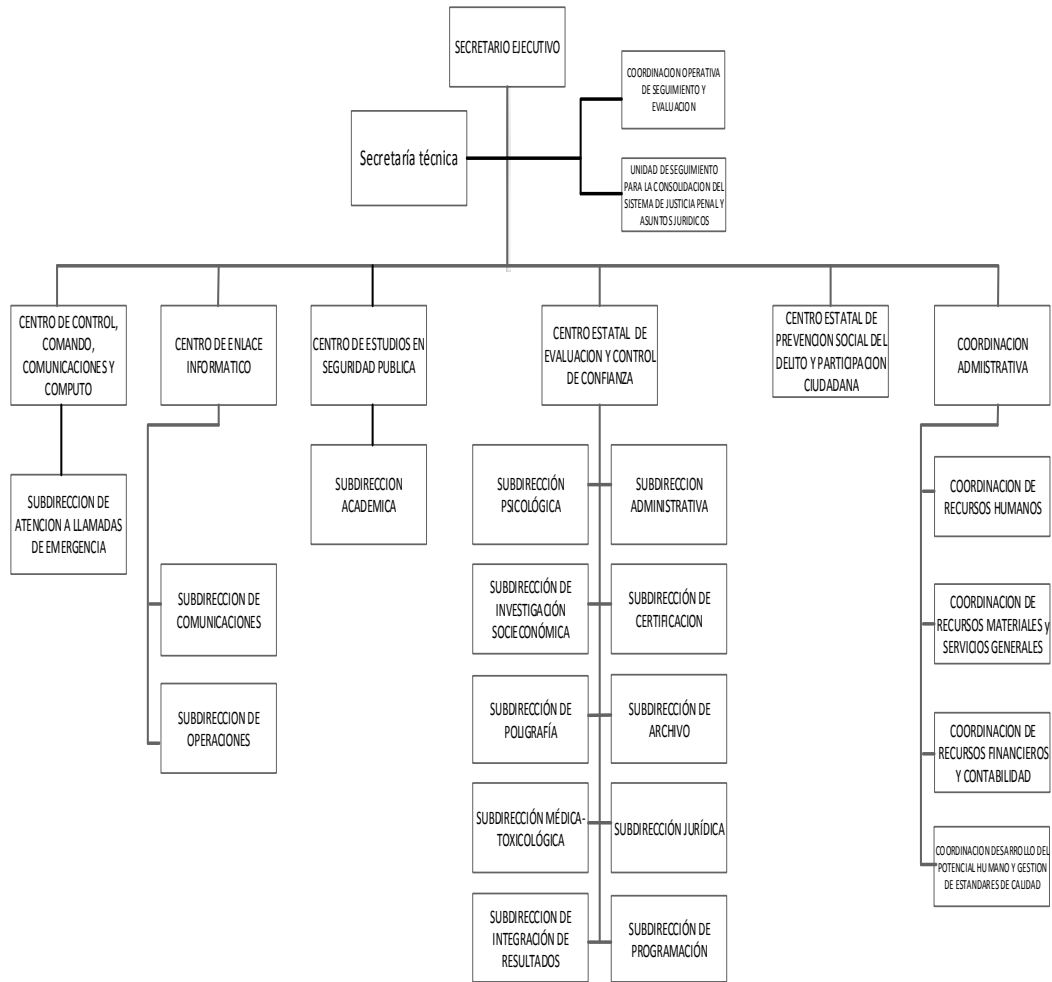 SECRETARIO EJECUTIVO
COORDINACION OPERATIVA
DE SEGUIMIENTO Y
EVALUACION
Secretaría técnica
UNIDAD DE SEGUIMIENTO
PARA LA CONSOLIDACION DEL
SISTEMA DE JUSTICIA PENAL Y
ASUNTOS JURIDICOS
CENTRO DE CONTROL,
COMANDO,
COMUNICACIONES Y
COMPUTO
CENTRO DE ENLACE
INFORMATICO
CENTRO DE ESTUDIOS EN
SEGURIDAD PUBLICA
CENTRO ESTATAL DE
EVALUACION Y CONTROL
DE CONFIANZA
CENTRO ESTATAL DE
PREVENCION SOCIAL DEL
DELITO Y PARTICIPACION
CIUDADANA
COORDINACION
ADMISTRATIVA
SUBDIRECCION DE
ATENCION A LLAMADAS
DE EMERGENCIA
SUBDIRECCION DE
COMUNICACIONES
SUBDIRECCION DE
OPERACIONES
SUBDIRECCION
ACADEMICA
SUBDIRECCIÓN
PSICOLÓGICA
SUBDIRECCION
ADMINISTRATIVA
SUBDIRECCIÓN DE
INVESTIGACIÓN
SOCIECONÓMICA
SUBDIRECCIÓN DE
CERTIFICACION
SUBDIRECCIÓN DE
POLIGRAFÍA
SUBDIRECCIÓN DE
ARCHIVO
SUBDIRECCIÓN MÉDICA-
TOXICOLÓGICA
SUBDIRECCIÓN JURÍDICA
SUBDIRECCION DE
INTEGRACIÓN DE
RESULTADOS
SUBDIRECCIÓN DE
PROGRAMACIÓN
COORDINACION DE
RECURSOS HUMANOS
COORDINACION DE
RECURSOS MATERIALES y
SERVICIOS GENERALES
COORDINACION DE
RECURSOS FINANCIEROS
Y CONTABILIDAD
COORDINACION DESARROLLO DEL
POTENCIAL HUMANO Y GESTION
DE ESTANDARES DE CALIDAD